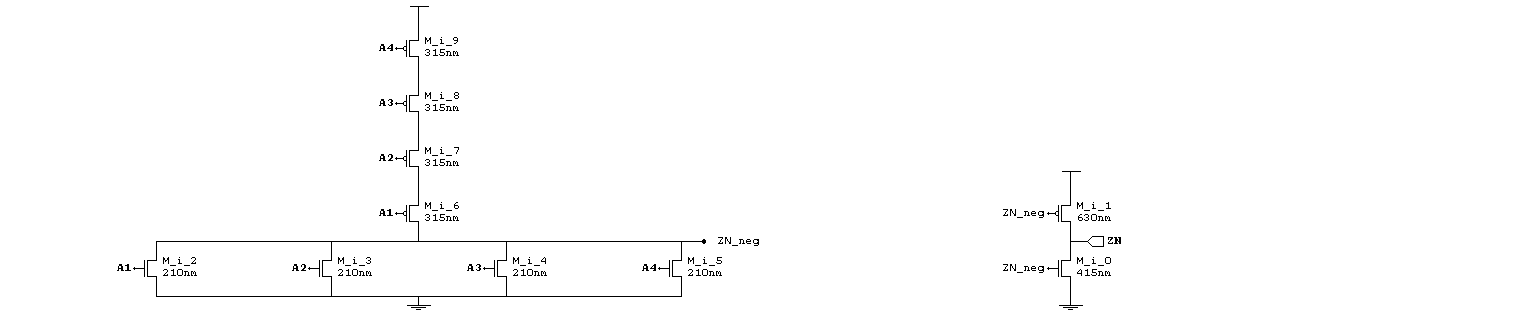 A4 M_i_9
315nm
A3 M_i_8
315nm
A2 M_i_7
315nm
A1 M_i_6
315nm
ZN_neg
A1 M_i_2
210nm
A2 M_i_3
210nm
A3 M_i_4
210nm
A4 M_i_5
210nm
ZN_neg M_i_1
630nm
ZN
ZN_neg M_i_0
415nm